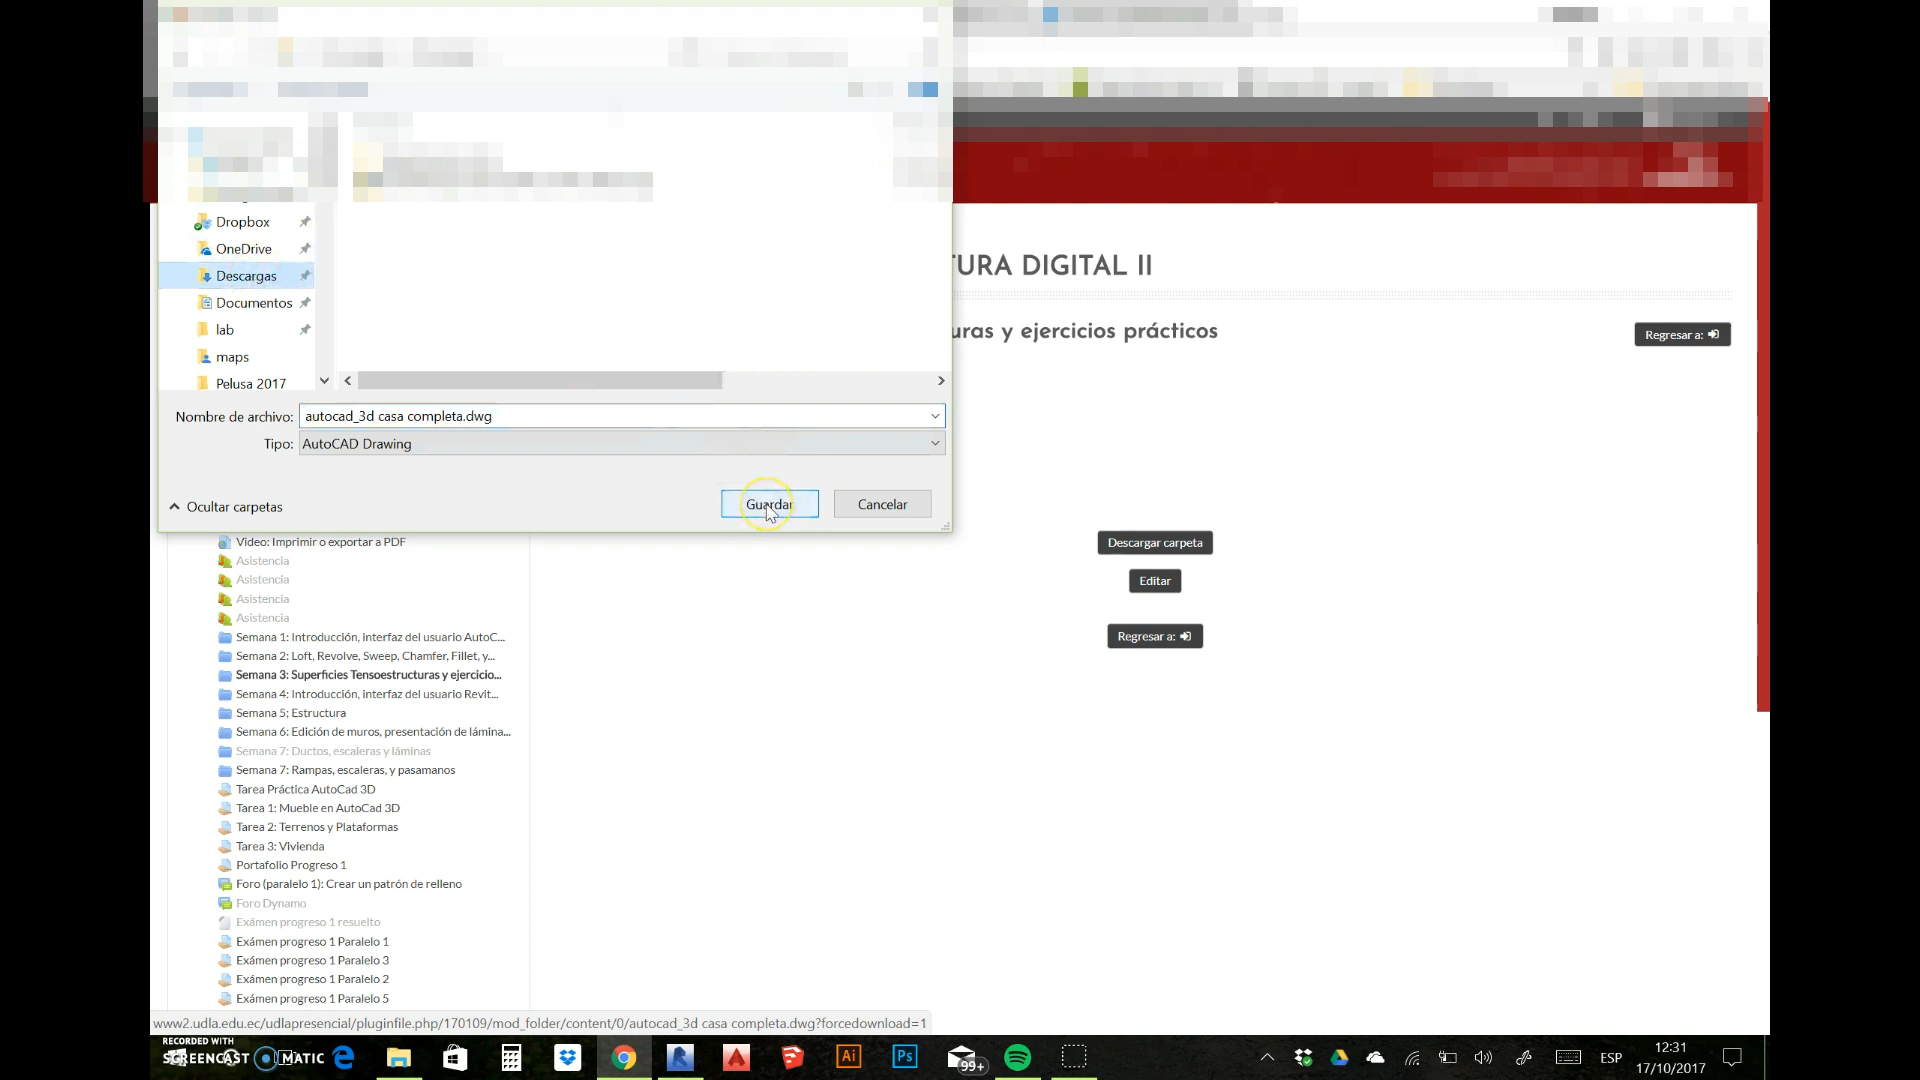 Dropbox
OneDrive
Descargas
Documentos
lab
maps
Pelusa 2017
Nombre de archivo: autocad_3d casa completa.dwg
Tipo: AutoCAD Drawing
Ocultar carpetas
Guardar
Cancelar
TURA DIGITAL II
uras y ejercicios prácticos
Regresar a:
Descargar carpeta
Editar
Regresar a:
Video: Imprimir o exportar a PDF
Asistencia
Asistencia
Asistencia
Asistencia
Semana 1: Introducción, interfaz del usuario AutoC...
Semana 2: Loft, Revolve, Sweep, Chamfer, Fillet, y...
Semana 3: Superficies Tensoestructuras y ejercicio...
Semana 4: Introducción, interfaz del usuario Revit...
Semana 5; Estructura
Semana 6: Edición de muros, presentación de lámina...
Semana 7: Ductos, escaleras y láminas
Semana 7: Rampas, escaleras, y pasamanos
Tarea Práctica AutoCad 3D
Tarea 1: Mueble en AutoCad 3D
Tarea 2: Terrenos y Plataformas
Tarea 3: Vivienda
Portafolio Progreso 1
Foro (paralelo 1): Crear un patrón de relleno
Foro Dynamo
Exámen progreso 1 resuelto
Exámen progreso 1 Paralelo 1
Exámen progreso 1 Paralelo 3
Exámen progreso 1 Paralelo 2
Exámen progreso 1 Paralelo 5
www2.udla.edu.ec/udlapresencial/pluginfile.php/170109/mod_folder/content/0/autocad_3d casa completa.dwg?forcedownload=1
RECORDED WITH
SCREENCAST MATIC
Ai
Ps
99+
ESP
12:31
17/10/2017